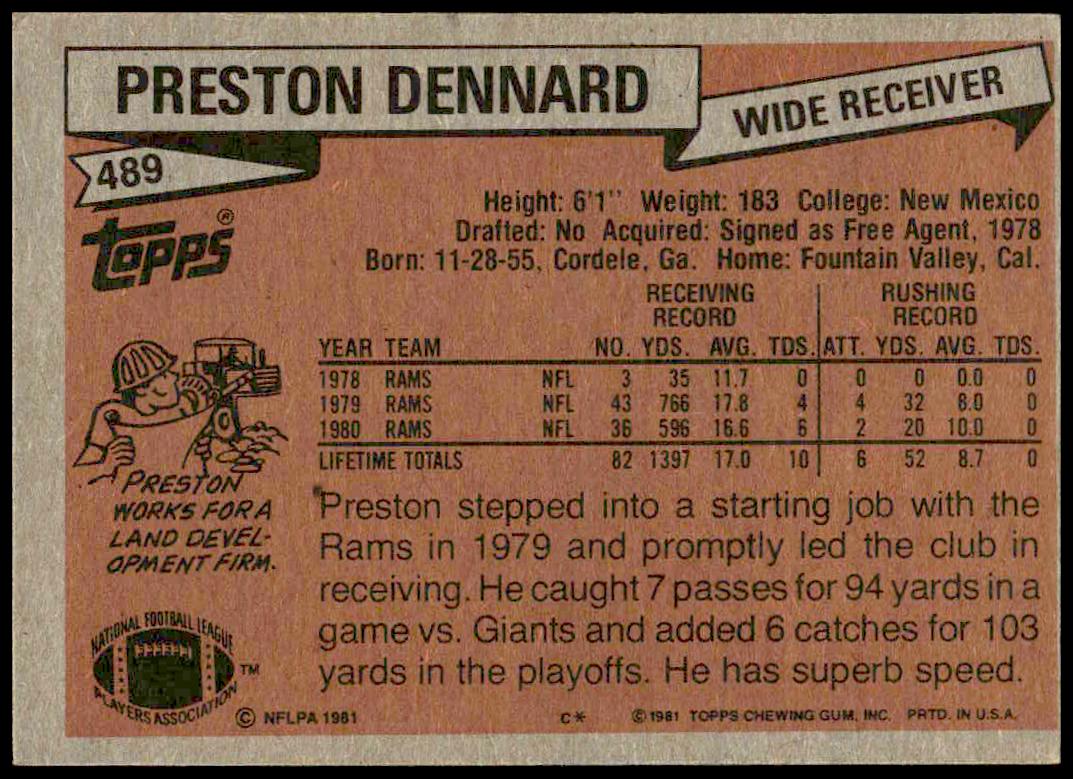 PRESTON DENNARD
WIDE RECEIVER
489
topps®
Height: 6'1" Weight: 183 College: New Mexico
Drafted: No Acquired: Signed as Free Agent, 1978
Born: 11-28-55, Cordele, Ga. Home: Fountain Valley, Cal.
RECEIVING RECORD RUSHING RECORD
YEAR TEAM NO. YDS. AVG. TDS. ATT. YDS. AVG. TDS.
1978 RAMS NFL 3 35 11.7 0 0 0 0.0 0
1979 RAMS NFL 43 766 17.8 4 4 32 8.0 0
1980 RAMS NFL 36 596 16.6 6 2 20 10.0 0
LIFETIME TOTALS 82 1397 17.0 10 6 52 8.7 0
PRESTON
WORKS FOR A
LAND DEVEL-
OPMENT FIRM.
Preston stepped into a starting job with the
Rams in 1979 and promptly led the club in
receiving. He caught 7 passes for 94 yards in a
game vs. Giants and added 6 catches for 103
yards in the playoffs. He has superb speed.
NATIONAL FOOTBALL LEAGUE
PLAYERS ASSOCIATION
TM
© NFLPA 1981 C* © 1981 TOPPS CHEWING GUM, INC. PRTD. IN U.S.A.